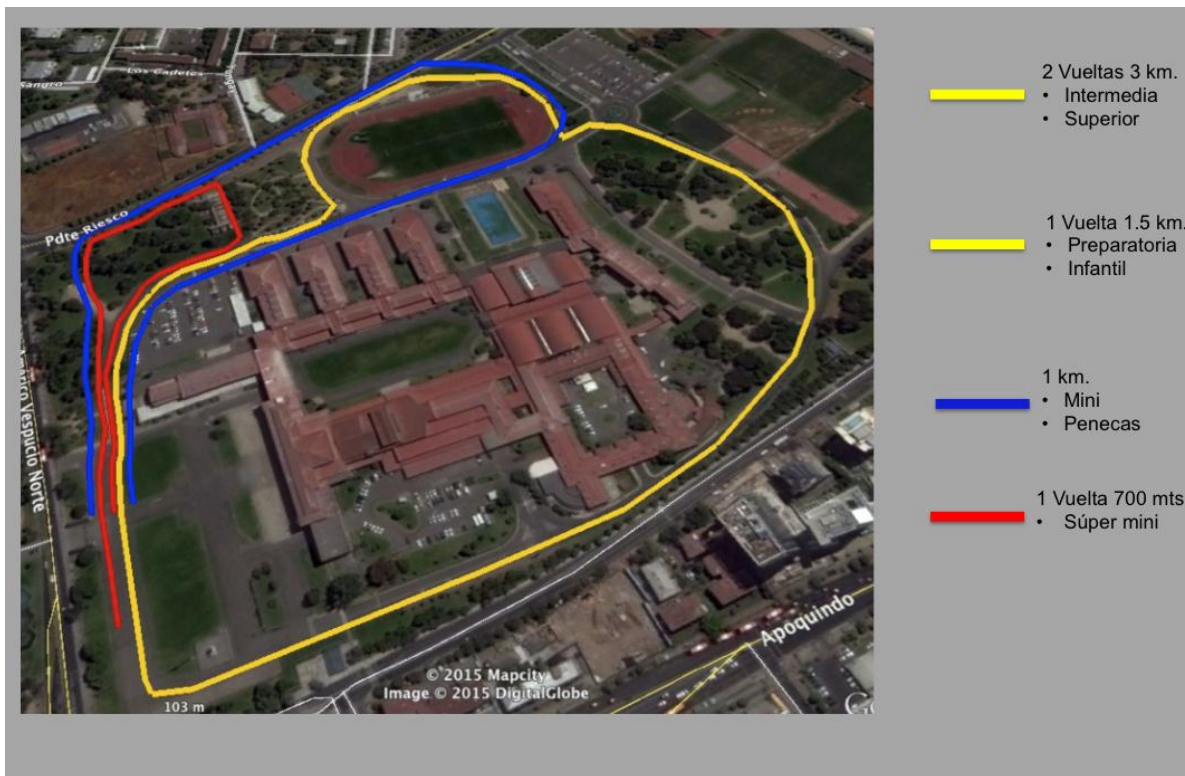 Los Cadetes
Pdte Riesco
Américo Vespucio Norte
Apoquindo
© 2015 Mapcity
Image © 2015 DigitalGlobe
103 m
2 Vueltas 3 km.
• Intermedia
• Superior
1 Vuelta 1.5 km.
• Preparatoria
• Infantil
1 km.
• Mini
• Penecas
1 Vuelta 700 mts
• Súper mini